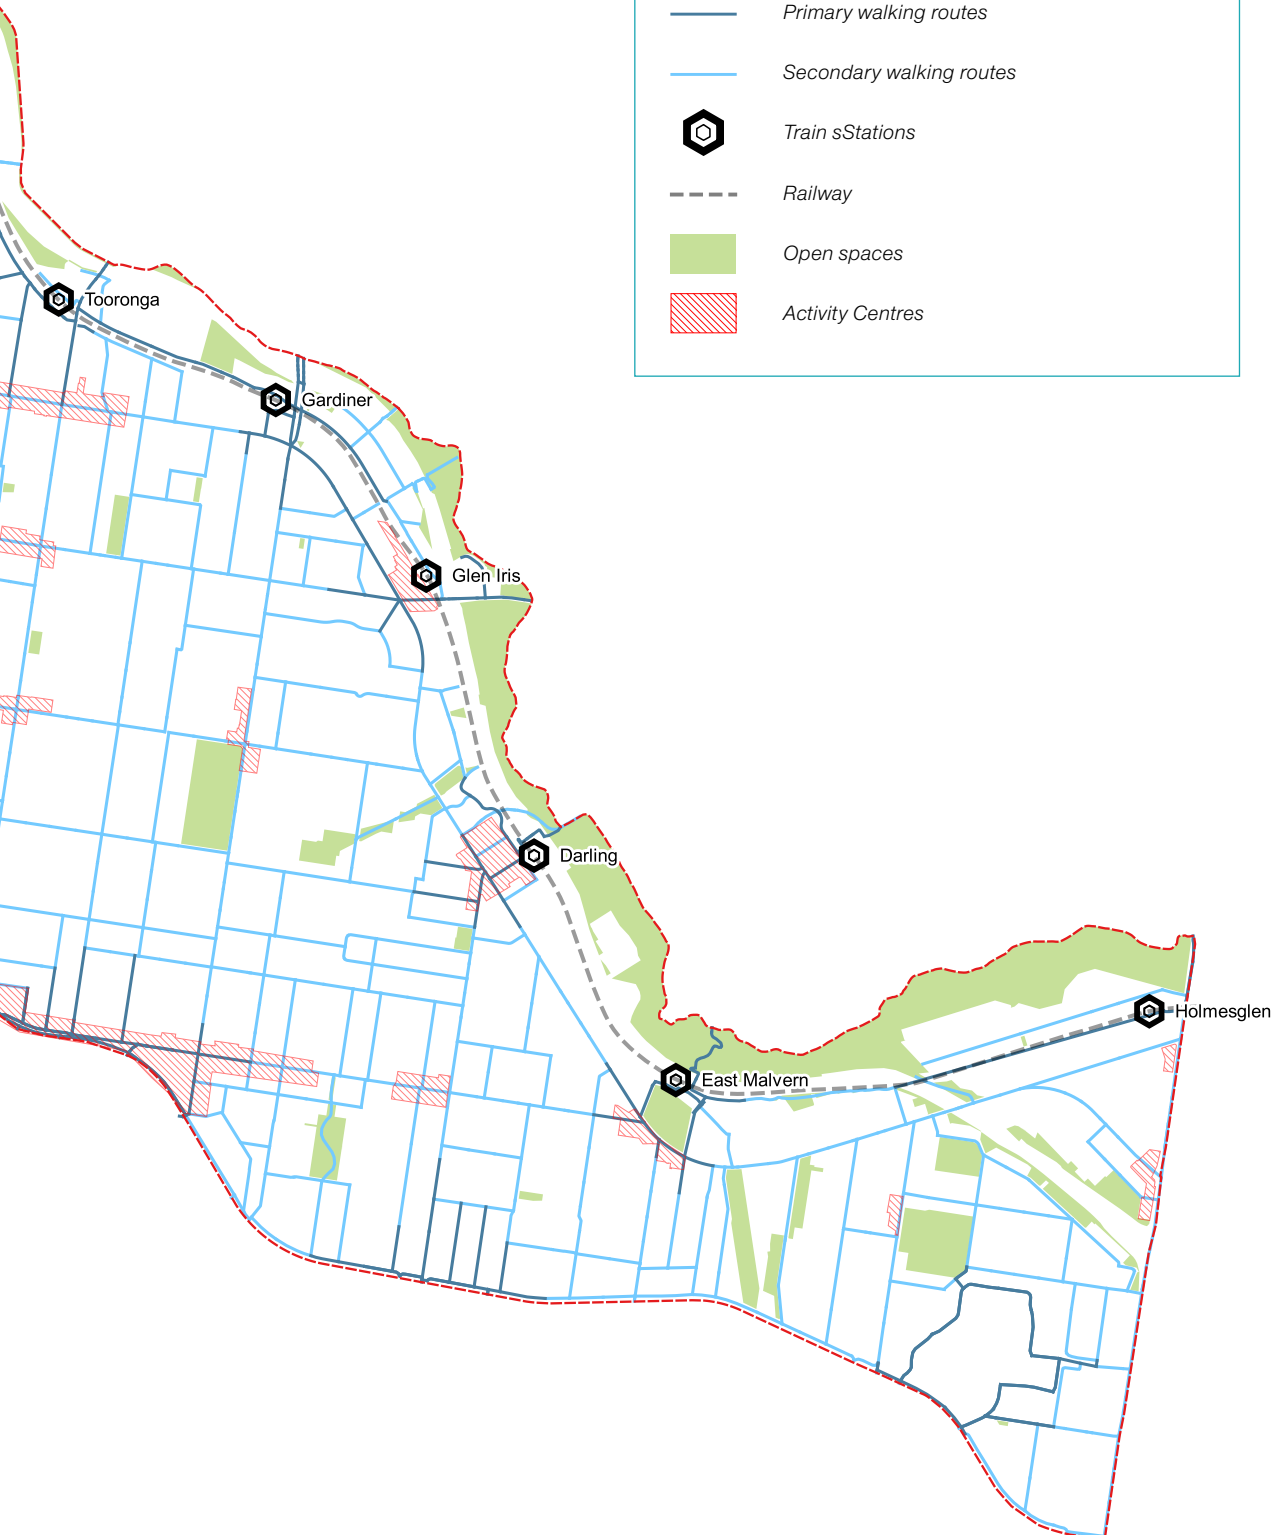 Primary walking routes
Secondary walking routes
Train sStations
Railway
Open spaces
Activity Centres
Tooronga
Gardiner
Glen Iris
Darling
Holmesglen
East Malvern